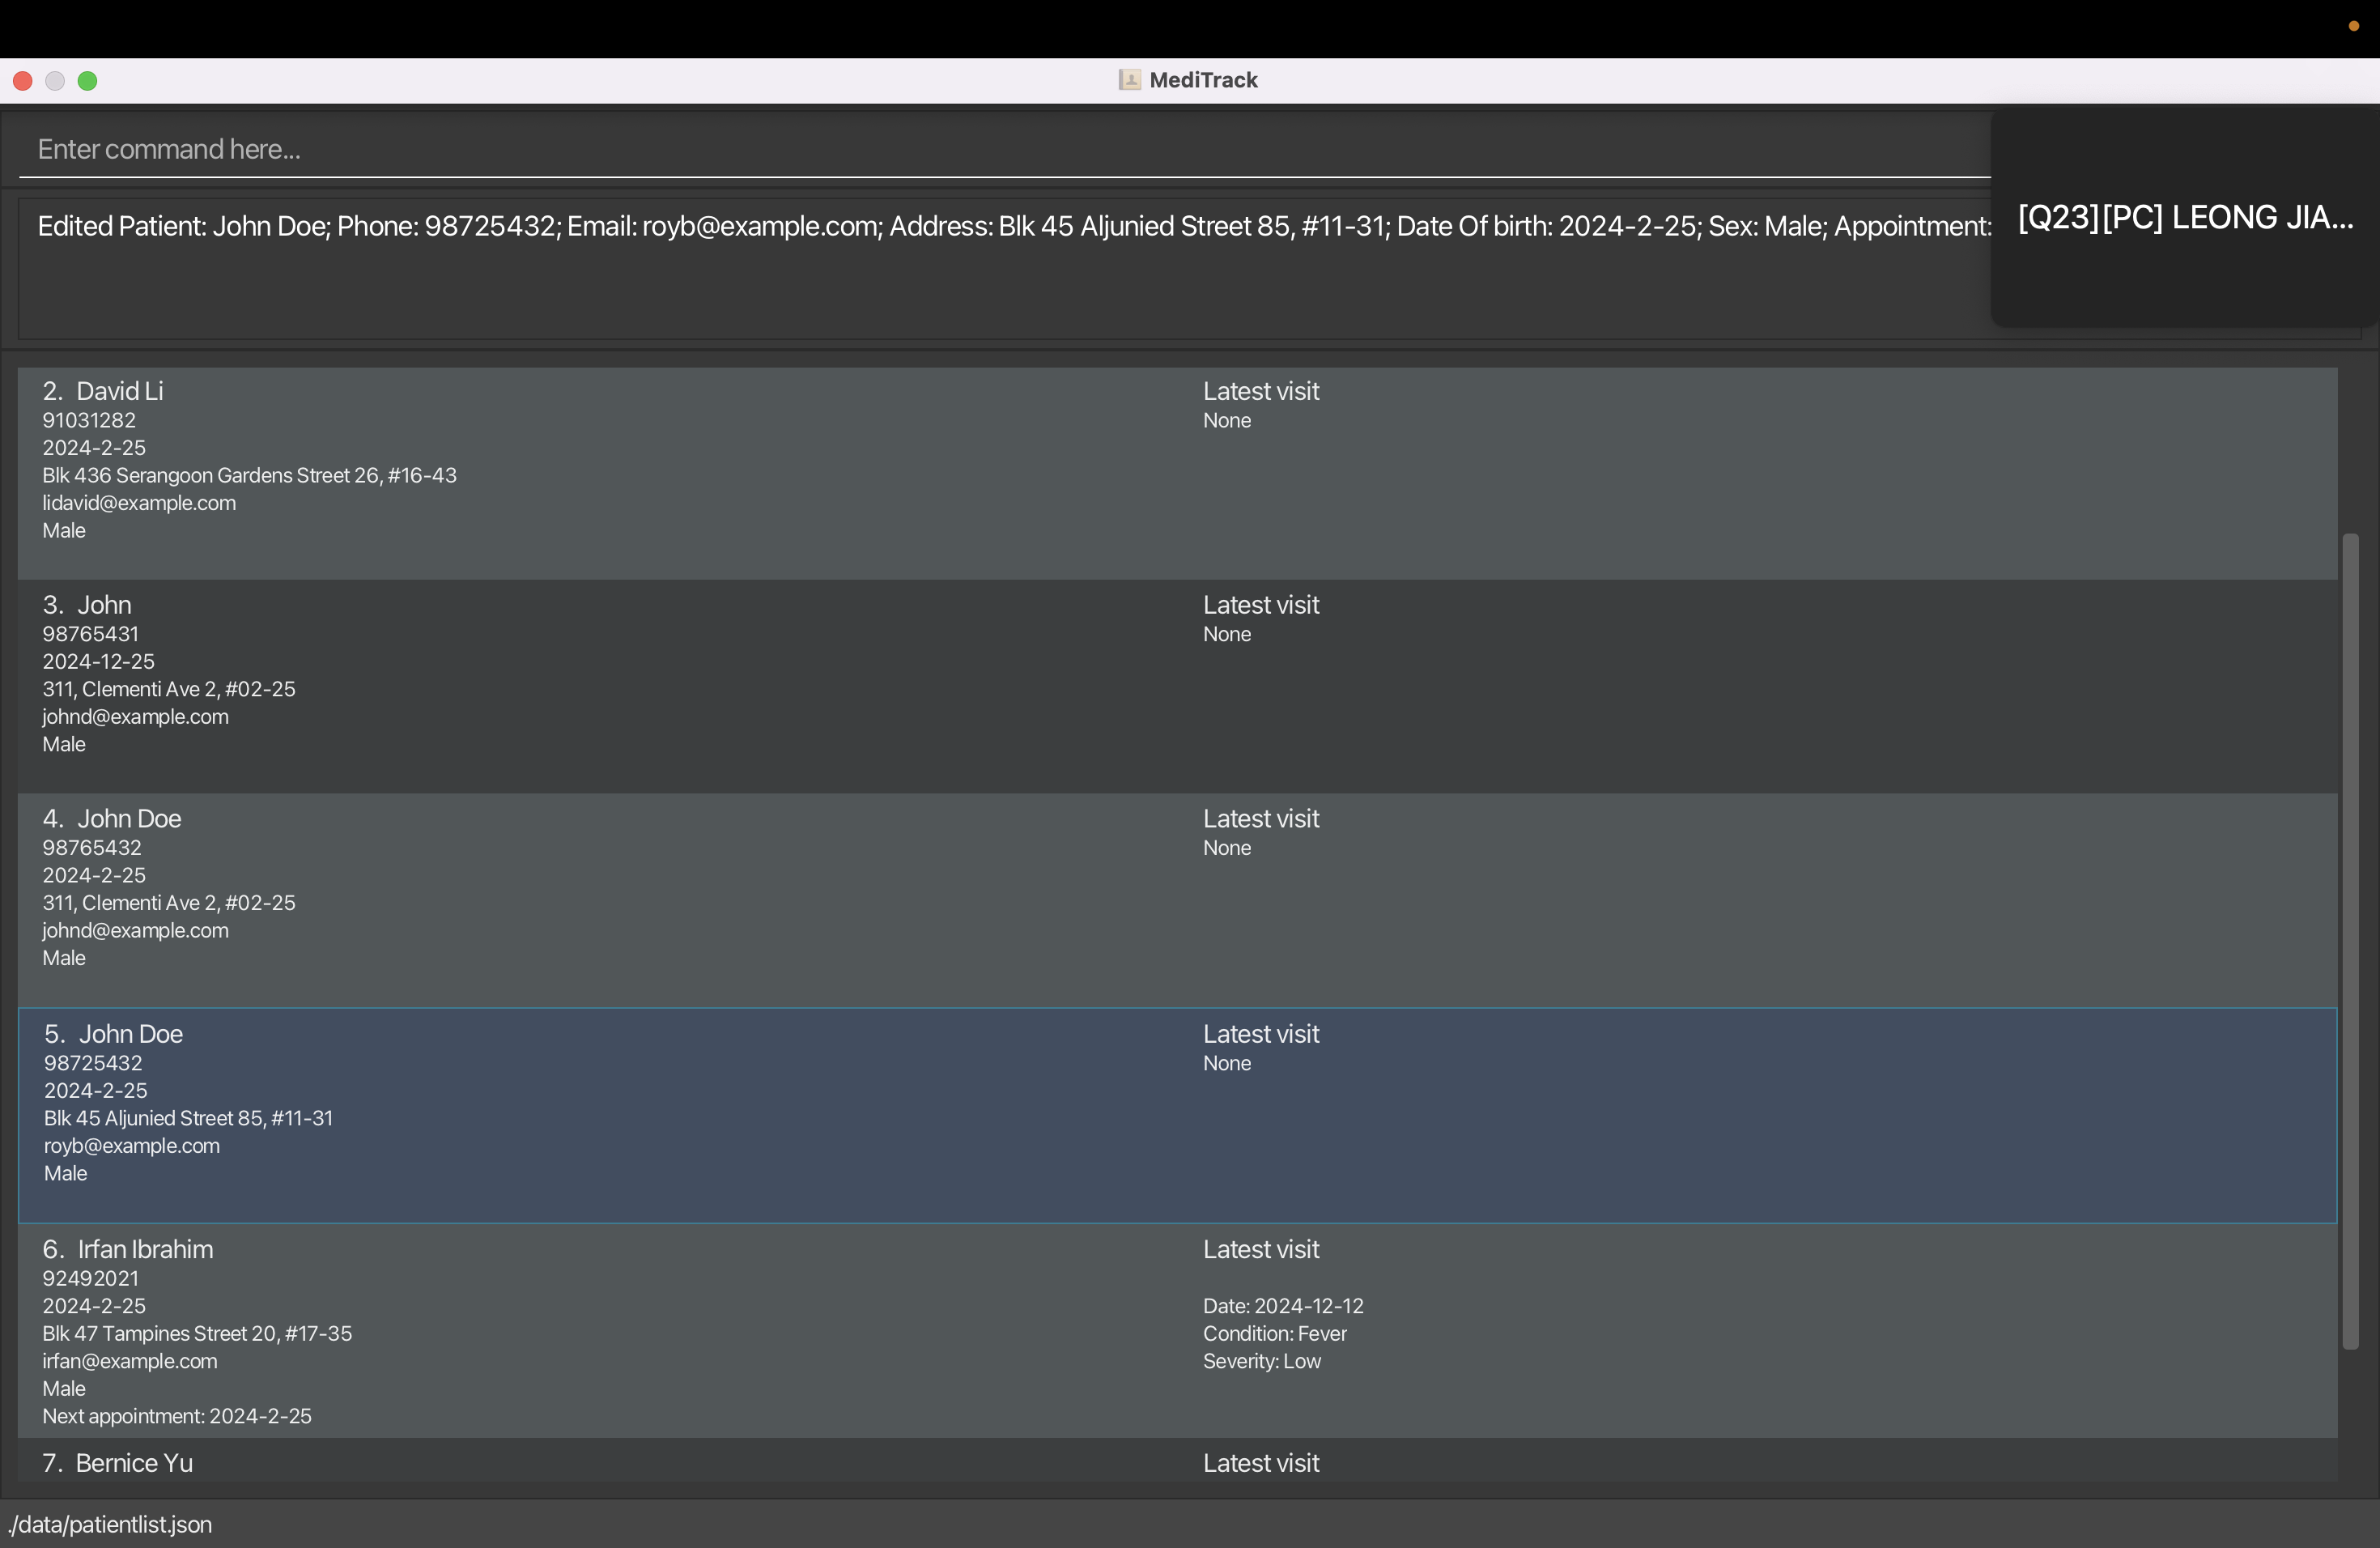 MediTrack
Enter command here...
[Q23][PC] LEONG JIA...
Edited Patient: John Doe; Phone: 98725432; Email: royb@example.com; Address: Blk 45 Aljunied Street 85, #11-31; Date Of birth: 2024-2-25; Sex: Male; Appointment:
2. David Li
91031282
2024-2-25
Blk 436 Serangoon Gardens Street 26, #16-43
lidavid@example.com
Male
Latest visit
None
3. John
98765431
2024-12-25
311, Clementi Ave 2, #02-25
johnd@example.com
Male
Latest visit
None
4. John Doe
98765432
2024-2-25
311, Clementi Ave 2, #02-25
johnd@example.com
Male
Latest visit
None
5. John Doe
98725432
2024-2-25
Blk 45 Aljunied Street 85, #11-31
royb@example.com
Male
Latest visit
None
6. Irfan Ibrahim
92492021
2024-2-25
Blk 47 Tampines Street 20, #17-35
irfan@example.com
Male
Next appointment: 2024-2-25
Latest visit
Date: 2024-12-12
Condition: Fever
Severity: Low
7. Bernice Yu
Latest visit
./data/patientlist.json